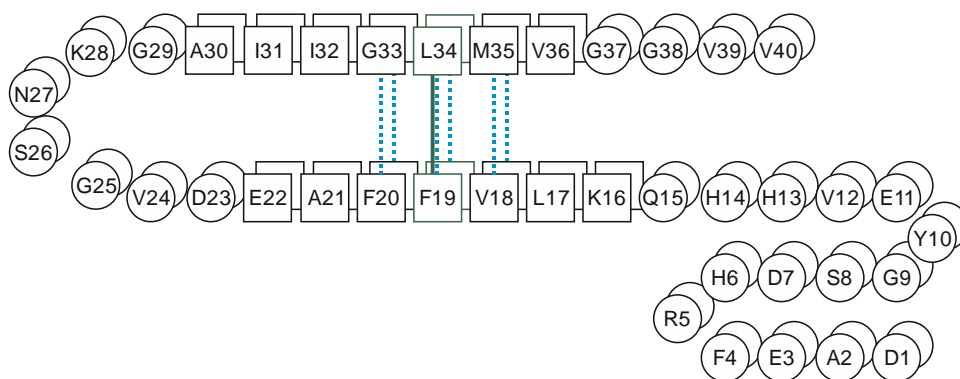 K28 G29 A30 I31 I32 G33 L34 M35 V36 G37 G38 V39 V40
N27
S26
G25 V24 D23 E22 A21 F20 F19 V18 L17 K16 Q15 H14 H13 V12 E11
Y10
H6 D7 S8 G9
R5
F4 E3 A2 D1